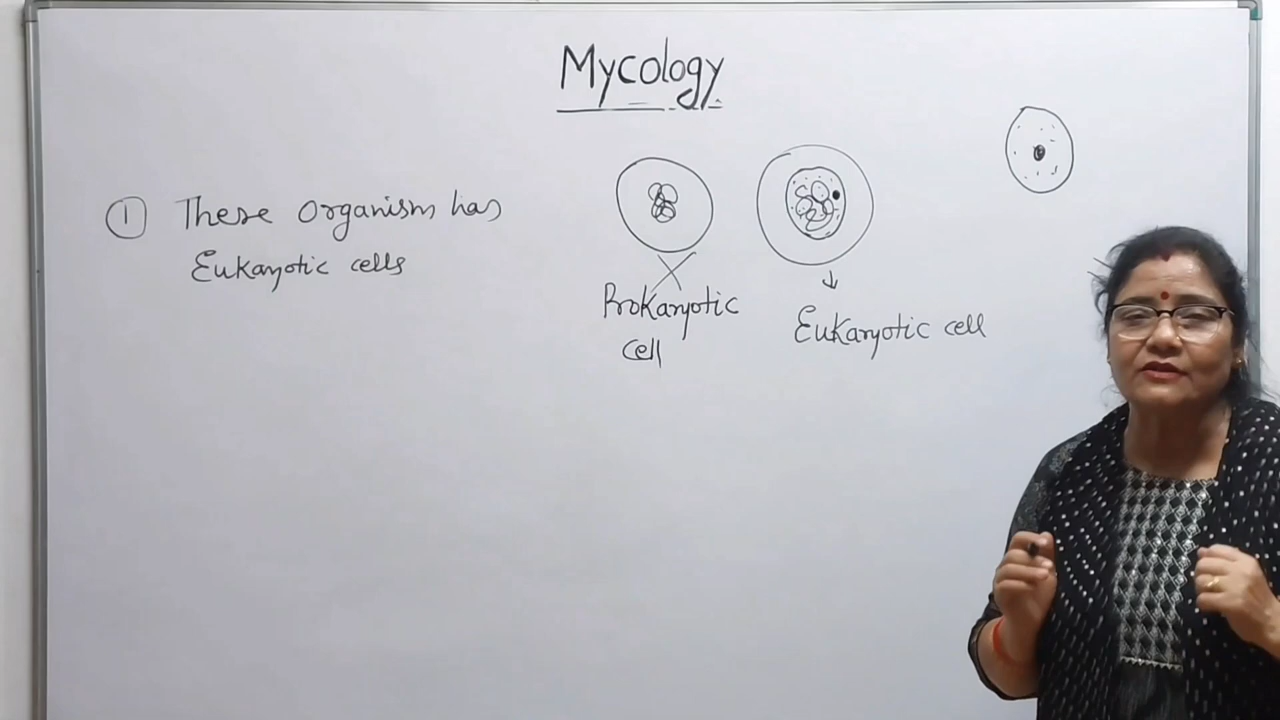 Mycology
① These Organism has
Eukaryotic cells
Prokaryotic
cell
Eukaryotic cell